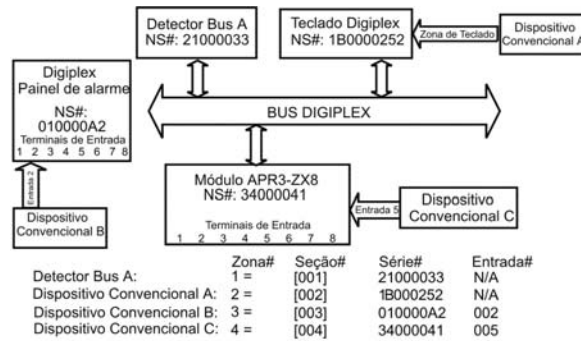 Detector Bus A
NS#: 21000033
Teclado Digiplex
NS#: 1B0000252
Zona de Teclado
Dispositivo
Convencional A
Digiplex
Painel de alarme
NS#:
010000A2
Terminais de Entrada
1 2 3 4 5 6 7 8
BUS DIGIPLEX
Entrada 2
Dispositivo
Convencional B
Módulo APR3-ZX8
NS#: 34000041
Terminais de Entrada
1 2 3 4 5 6 7 8
Entrada 5
Dispositivo
Convencional C
Zona# Seção# Série# Entrada#
Detector Bus A: 1 = [001] 21000033 N/A
Dispositivo Convencional A: 2 = [002] 1B000252 N/A
Dispositivo Convencional B: 3 = [003] 010000A2 002
Dispositivo Convencional C: 4 = [004] 34000041 005